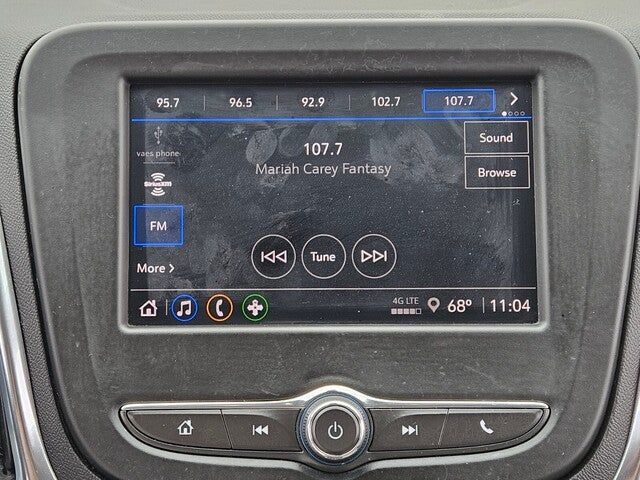 95.7 96.5 92.9 102.7 107.7
vaes phone
SiriusXM
FM
More
107.7
Mariah Carey Fantasy
Sound
Browse
Tune
4G LTE
68° 11:04